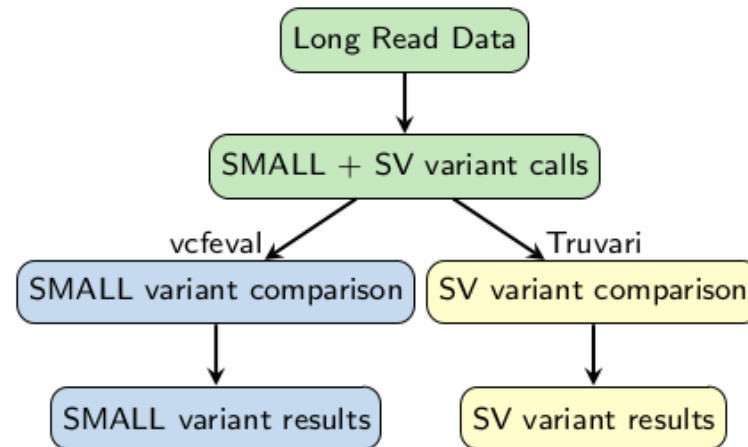 Long Read Data
SMALL + SV variant calls
vcfeval
Truvari
SMALL variant comparison
SV variant comparison
SMALL variant results
SV variant results